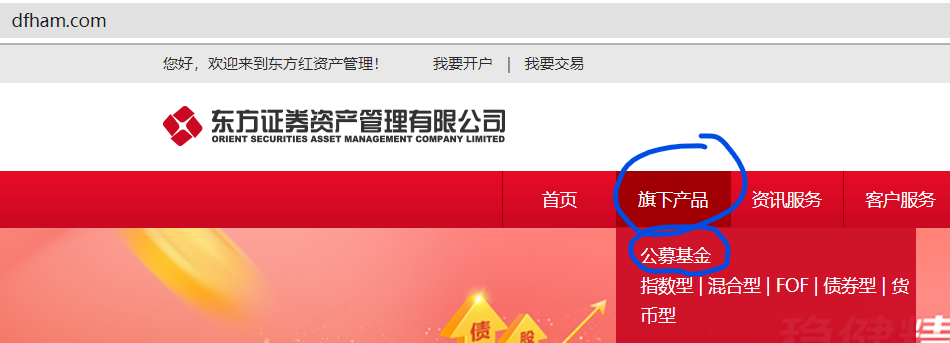 dfham.com
您好，欢迎来到东方红资产管理！ 我要开户 | 我要交易
东方证券资产管理有限公司
ORIENT SECURITIES ASSET MANAGEMENT COMPANY LIMITED
首页 旗下产品 资讯服务 客户服务
公募基金
指数型 | 混合型 | FOF | 债券型 | 货
币型
债 股
稳健精